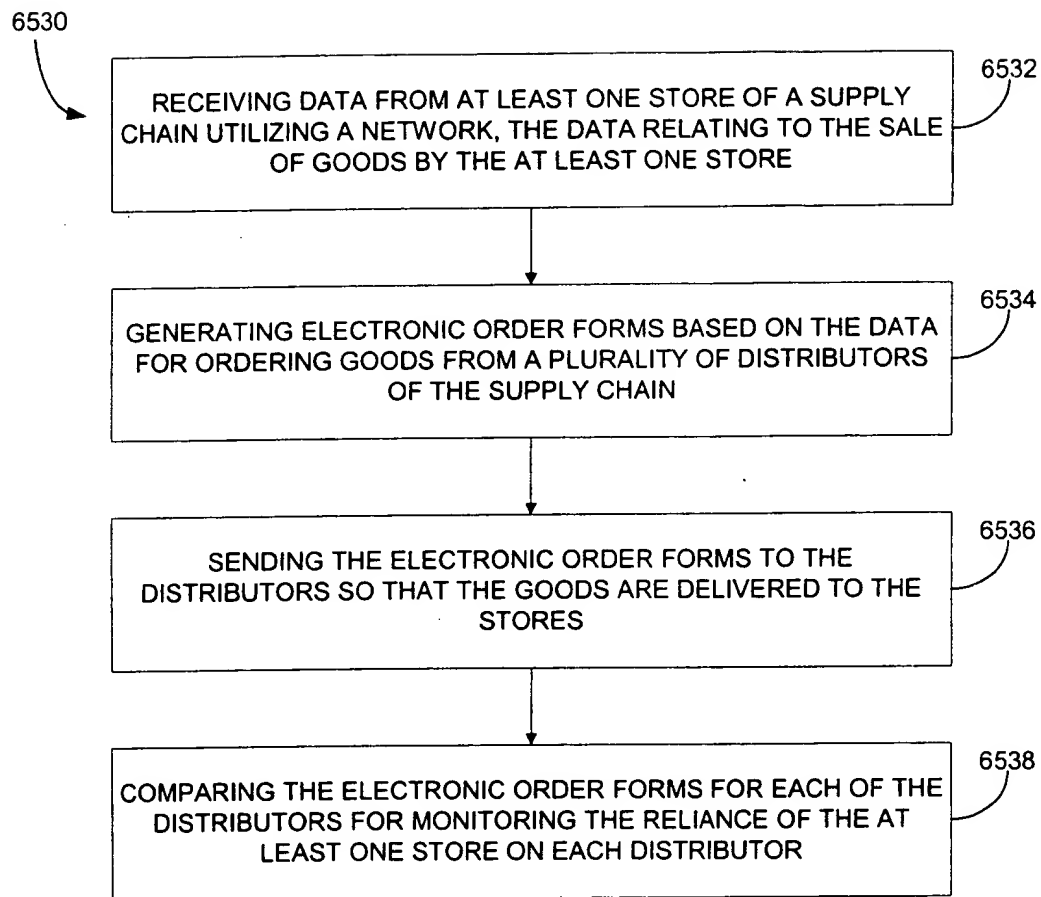 6530
6532
RECEIVING DATA FROM AT LEAST ONE STORE OF A SUPPLY
CHAIN UTILIZING A NETWORK, THE DATA RELATING TO THE SALE
OF GOODS BY THE AT LEAST ONE STORE
6534
GENERATING ELECTRONIC ORDER FORMS BASED ON THE DATA
FOR ORDERING GOODS FROM A PLURALITY OF DISTRIBUTORS
OF THE SUPPLY CHAIN
6536
SENDING THE ELECTRONIC ORDER FORMS TO THE
DISTRIBUTORS SO THAT THE GOODS ARE DELIVERED TO THE
STORES
6538
COMPARING THE ELECTRONIC ORDER FORMS FOR EACH OF THE
DISTRIBUTORS FOR MONITORING THE RELIANCE OF THE AT
LEAST ONE STORE ON EACH DISTRIBUTOR